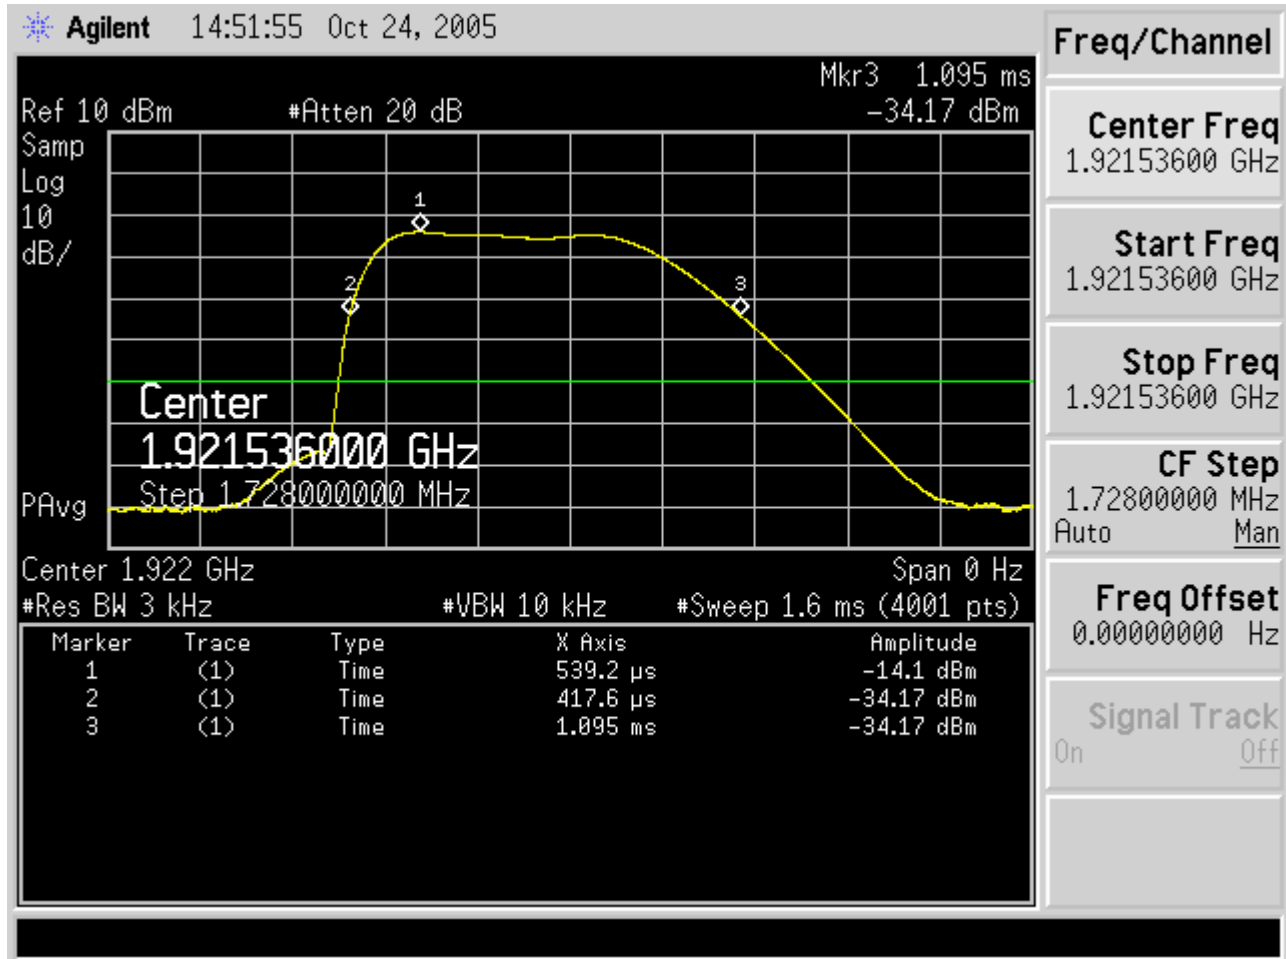 Agilent 14:51:55 Oct 24, 2005
Freq/Channel
Mkr3 1.095 ms
Ref 10 dBm #Atten 20 dB -34.17 dBm
Samp
Log
10
dB/
1
2
3
Center
1.921536000 GHz
Step 1.728000000 MHz
PAvg
Center 1.922 GHz Span 0 Hz
#Res BW 3 kHz #VBW 10 kHz #Sweep 1.6 ms (4001 pts)
Marker Trace Type X Axis Amplitude
1 (1) Time 539.2 µs -14.1 dBm
2 (1) Time 417.6 µs -34.17 dBm
3 (1) Time 1.095 ms -34.17 dBm
Center Freq
1.92153600 GHz
Start Freq
1.92153600 GHz
Stop Freq
1.92153600 GHz
CF Step
1.72800000 MHz
Auto Man
Freq Offset
0.00000000 Hz
Signal Track
On Off